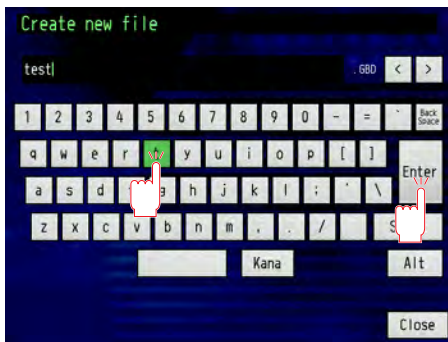 Create new file
test .GBD < >
1 2 3 4 5 6 7 8 9 0 - = ` Back Space
q w e r t y u i o p [ ] Enter
a s d g h j k l ; ' \
z x c v b n m , . / S
Kana Alt
Close